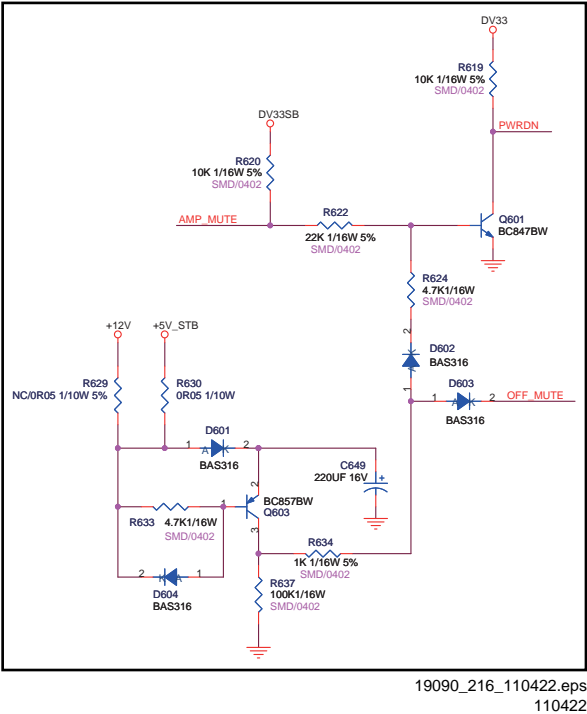 DV33
R619
10K 1/16W 5%
SMD/0402
PWRDN
DV33SB
R620
10K 1/16W 5%
SMD/0402
AMP_MUTE
R622
22K 1/16W 5%
SMD/0402
Q601
BC847BW
R624
4.7K1/16W
SMD/0402
2
D602
BAS316
1
D603
1 A 2
BAS316
OFF_MUTE
+12V
+5V_STB
R629
NC/0R05 1/10W 5%
R630
0R05 1/10W
D601
1 A 2
BAS316
C649
220UF 16V
+
2
BC857BW
Q603
1
3
R633
4.7K1/16W
SMD/0402
2 A 1
D604
BAS316
R634
1K 1/16W 5%
SMD/0402
R637
100K1/16W
SMD/0402
19090_216_110422.eps
110422